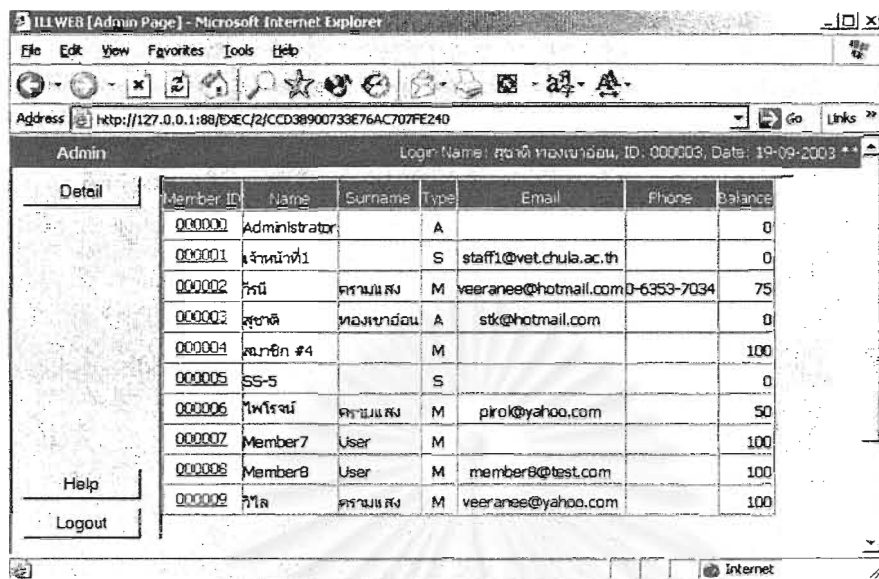 ILLWEB [Admin Page] - Microsoft Internet Explorer
File Edit View Favorites Tools Help
Address http://127.0.0.1:88/EXEC/2/CCD38900733E76AC707FE240 Go Links »
Admin Login Name: สุชาติ ทองเขาอ่อน, ID: 000003, Date: 19-09-2003 **
Detail
Member ID Name Surname Type Email Phone Balance
000000 Administrator A 0
000001 เจ้าหน้าที่1 S staff1@vet.chula.ac.th 0
000002 วีรนี ครามแสง M veeranee@hotmail.com 0-6353-7034 75
000003 สุชาติ ทองเขาอ่อน A stk@hotmail.com 0
000004 สมาชิก #4 M 100
000005 SS-5 S 0
000006 ไพโรจน์ ครามแสง M pirol@yahoo.com 50
000007 Member7 User M 100
000008 Member8 User M member8@test.com 100
000009 วิไล ครามแสง M veeranee@yahoo.com 100
Help
Logout
Internet